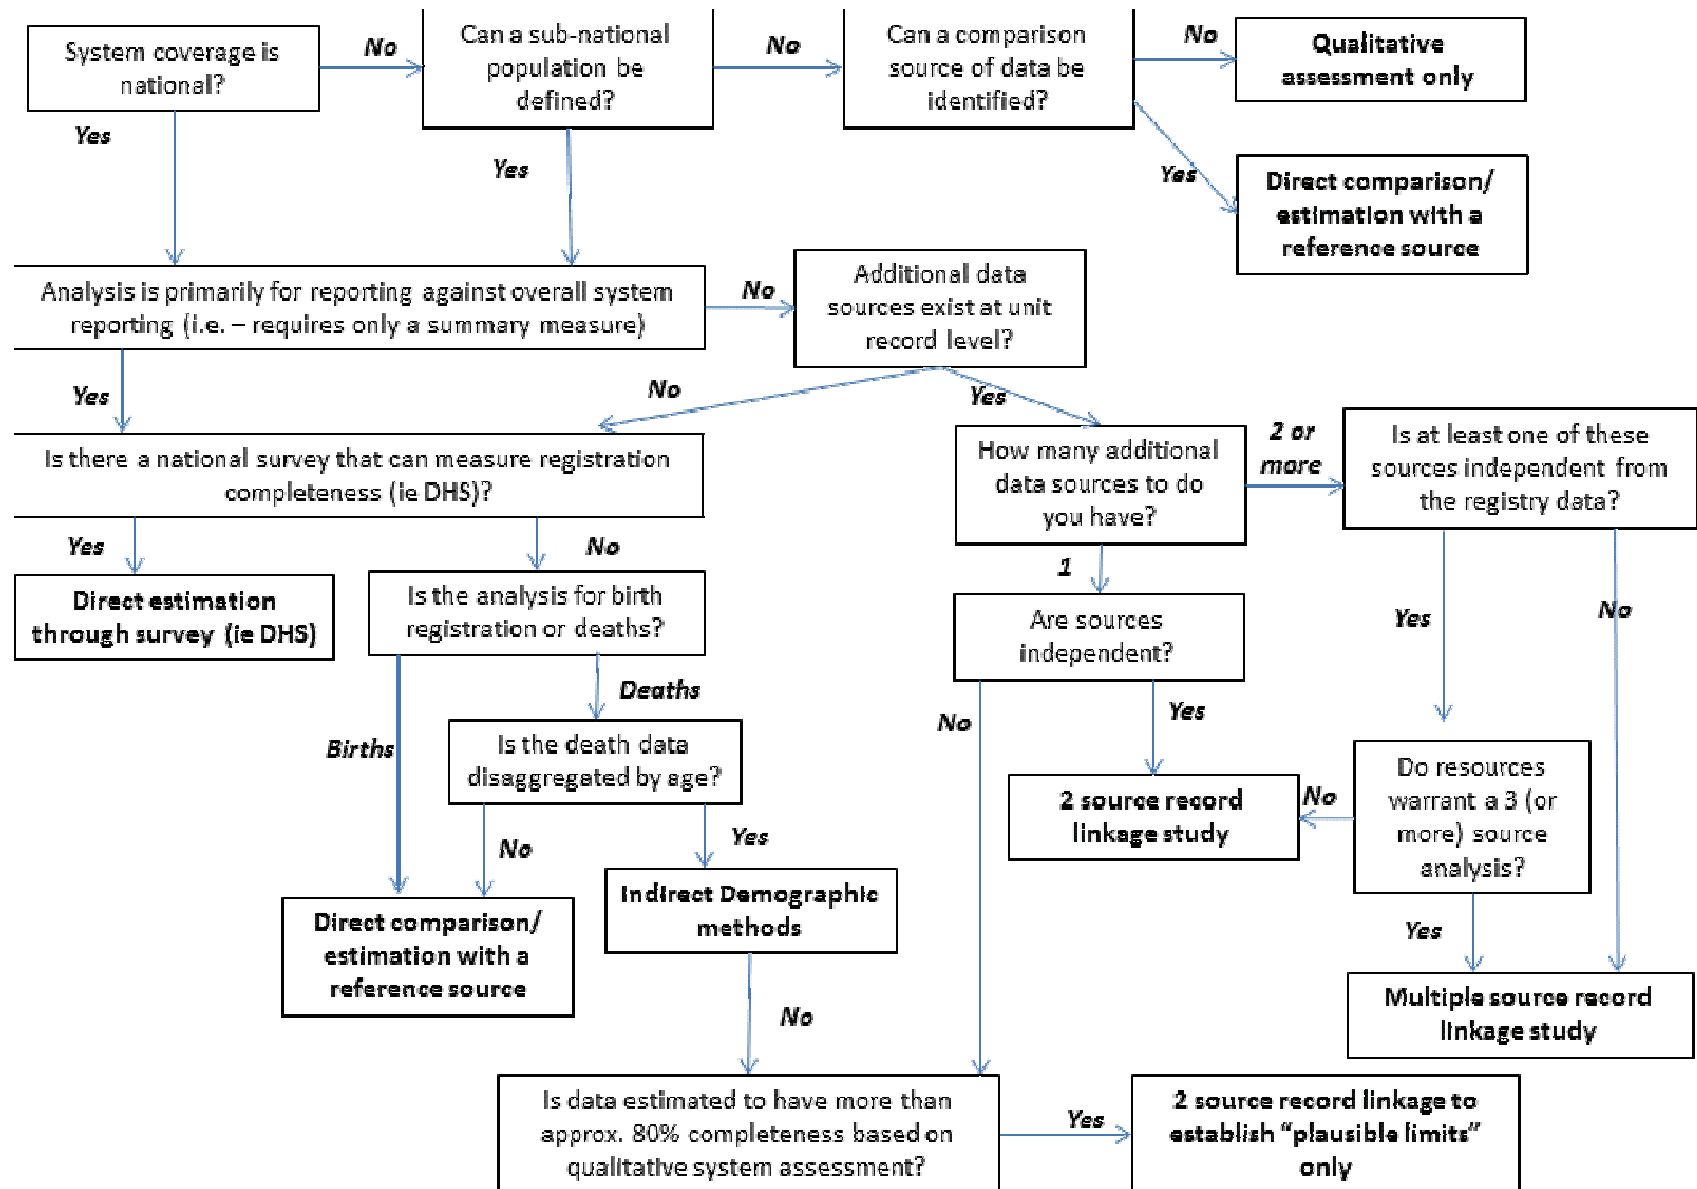 System coverage is
national?
No
Can a sub-national
population be
defined?
No
Can a comparison
source of data be
identified?
No
Qualitative
assessment only
Yes
Yes
Yes
Direct comparison/
estimation with a
reference source
Analysis is primarily for reporting against overall system
reporting (i.e. – requires only a summary measure)
No
Additional data
sources exist at unit
record level?
Yes
No
Yes
Is there a national survey that can measure registration
completeness (ie DHS)?
How many additional
data sources to do
you have?
2 or
more
Is at least one of these
sources independent from
the registry data?
Yes
No
1
Direct estimation
through survey (ie DHS)
Is the analysis for birth
registration or deaths?
Are sources
independent?
Yes
No
Deaths
No
Yes
Births
Is the death data
disaggregated by age?
2 source record
linkage study
No
Do resources
warrant a 3 (or
more) source
analysis?
No
Yes
Direct comparison/
estimation with a
reference source
Indirect Demographic
methods
Yes
Multiple source record
linkage study
No
Is data estimated to have more than
approx. 80% completeness based on
qualitative system assessment?
Yes
2 source record linkage to
establish “plausible limits”
only